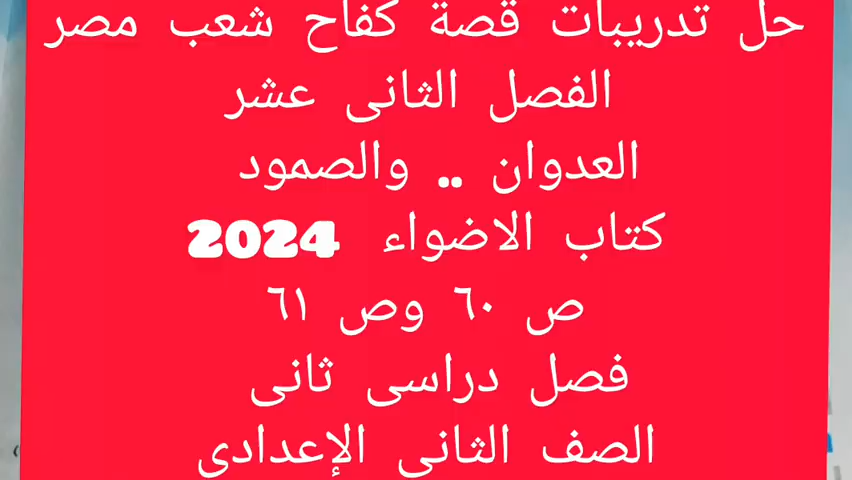 حل تدريبات قصة كفاح شعب مصر
الفصل الثانى عشر
العدوان .. والصمود
كتاب الاضواء 2024
ص ٦٠ وص ٦١
فصل دراسى ثانى
الصف الثانى الإعدادى